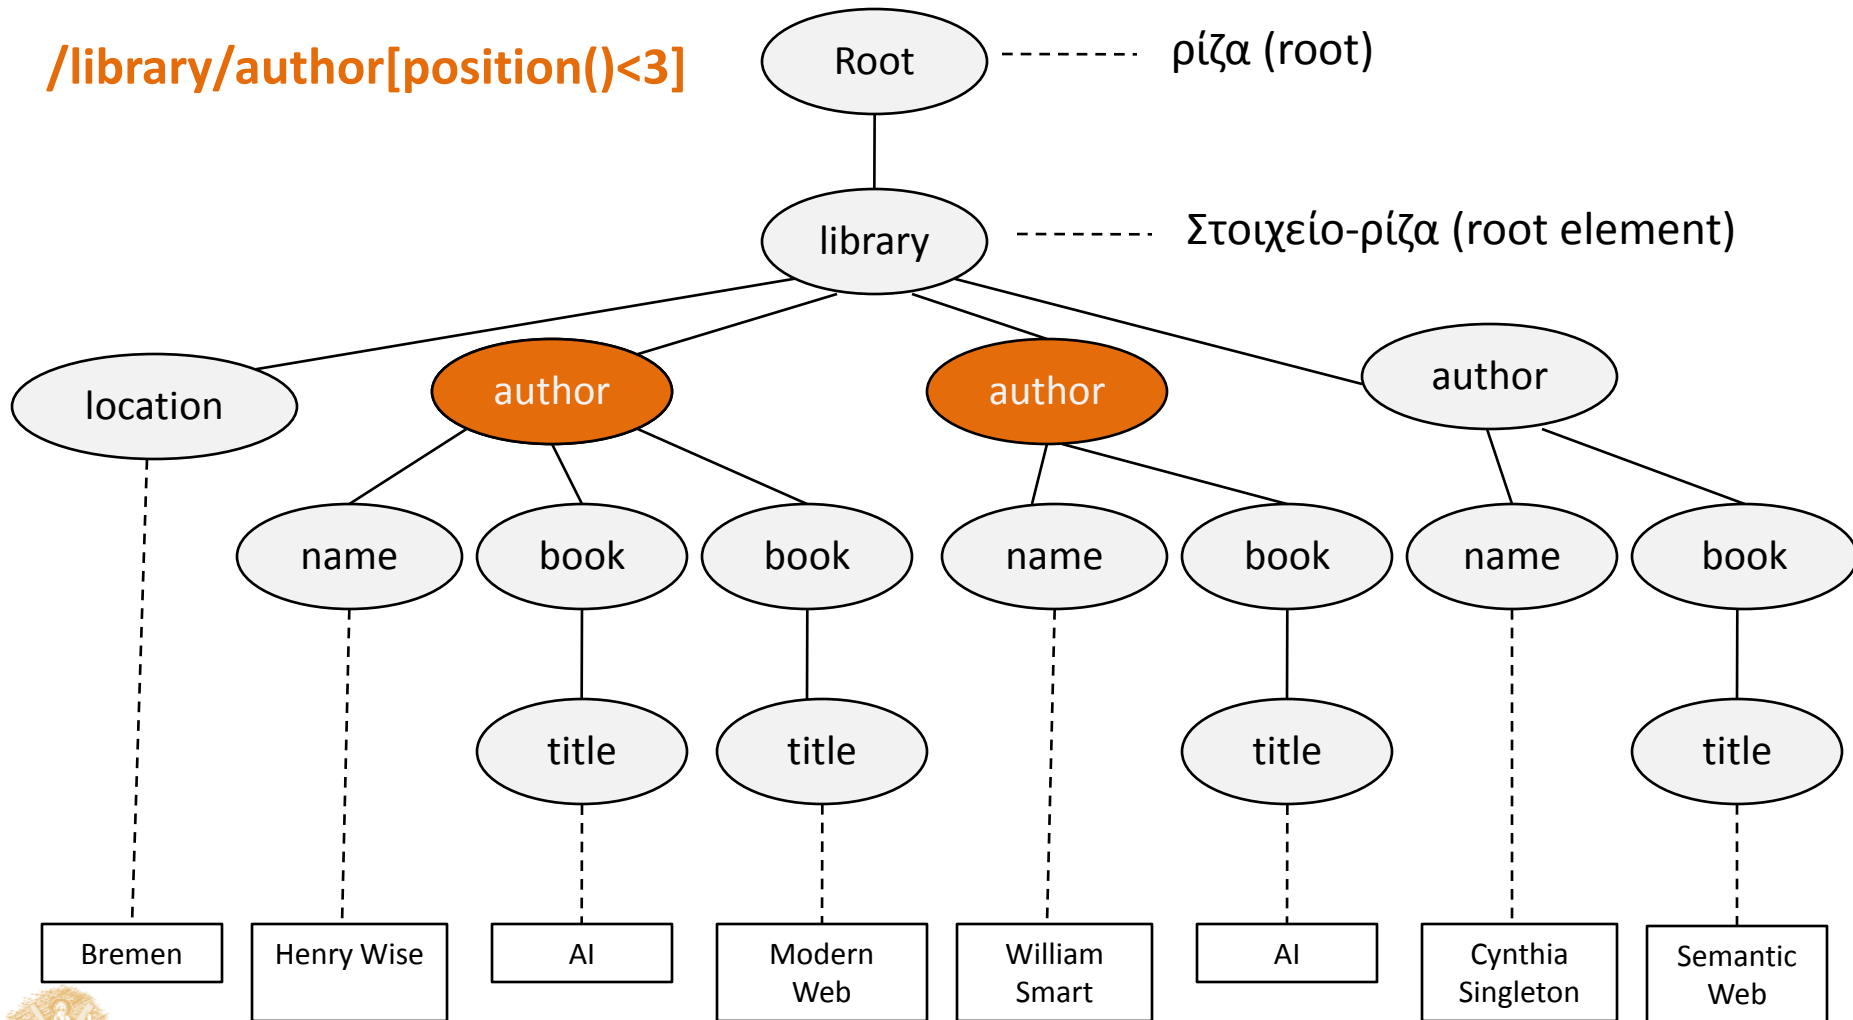 /library/author[position()<3]
Root
ρίζα (root)
library
Στοιχείο-ρίζα (root element)
location
author
author
author
name
book
book
name
book
name
book
title
title
title
title
Bremen
Henry Wise
AI
Modern
Web
William
Smart
AI
Cynthia
Singleton
Semantic
Web